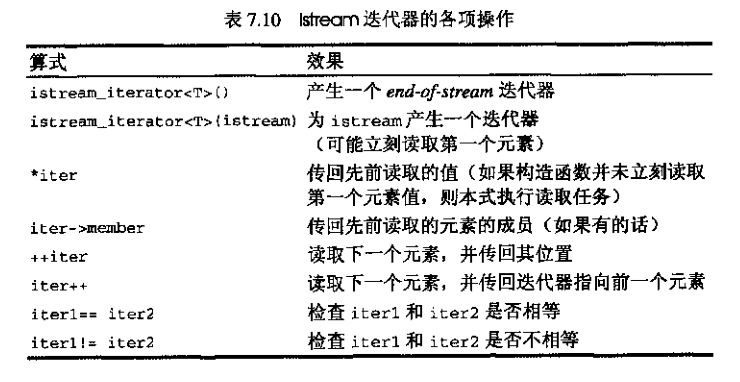 表 7.10 Istream 迭代器的各项操作
算式 效果
istream_iterator<T>() 产生一个 end-of-stream 迭代器
istream_iterator<T>(istream) 为 istream 产生一个迭代器
（可能立刻读取第一个元素）
*iter 传回先前读取的值（如果构造函数并未立刻读取
第一个元素值，则本式执行读取任务）
iter->member 传回先前读取的元素的成员（如果有的话）
++iter 读取下一个元素，并传回其位置
iter++ 读取下一个元素，并传回迭代器指向前一个元素
iter1== iter2 检查 iter1 和 iter2 是否相等
iter1!= iter2 检查 iter1 和 iter2 是否不相等